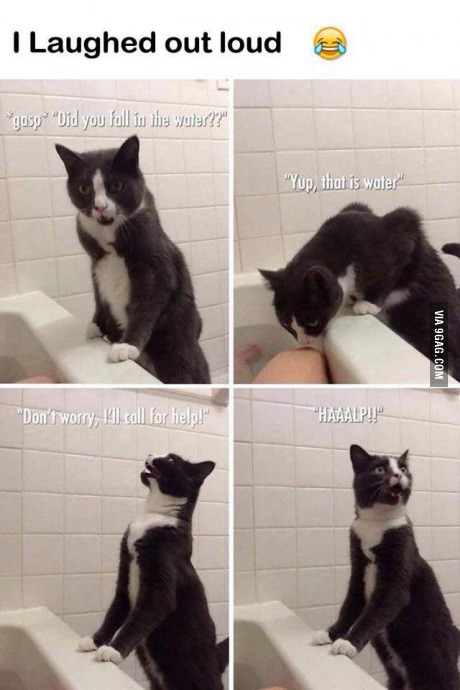 I Laughed out loud 😂
*gasp* "Did you fall in the water??"
"Yup, that is water"
VIA 9GAG.COM
"Don't worry, I'll call for help!"
"HAAALP!!"